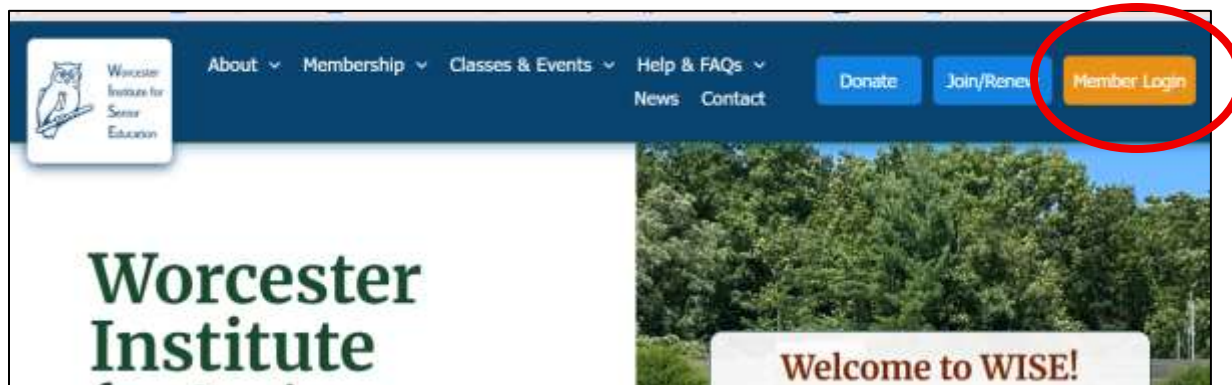 Worcester
Institute for
Senior
Education
About Membership Classes & Events Help & FAQs
News Contact
Donate
Join/Renew
Member Login
Worcester
Institute
Welcome to WISE!